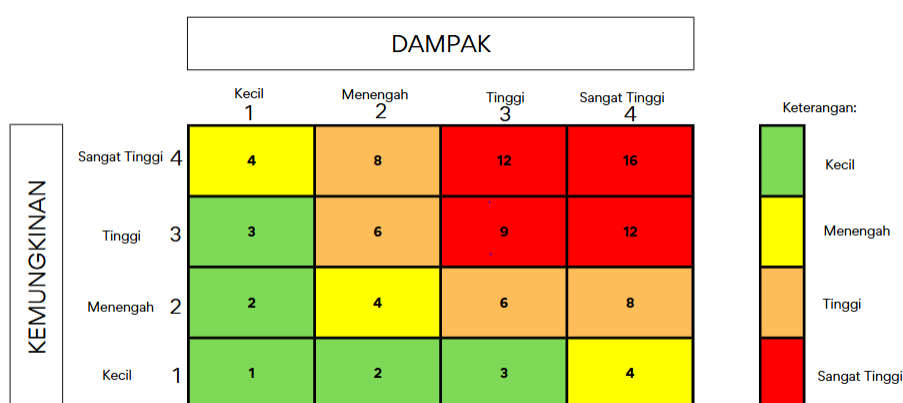 DAMPAK
Kecil Menengah Tinggi Sangat Tinggi
1 2 3 4
Keterangan:
KEMUNGKINAN
Sangat Tinggi 4 4 8 12 16
Kecil
Tinggi 3 3 6 9 12
Menengah
Menengah 2 2 4 6 8
Tinggi
Kecil 1 1 2 3 4
Sangat Tinggi